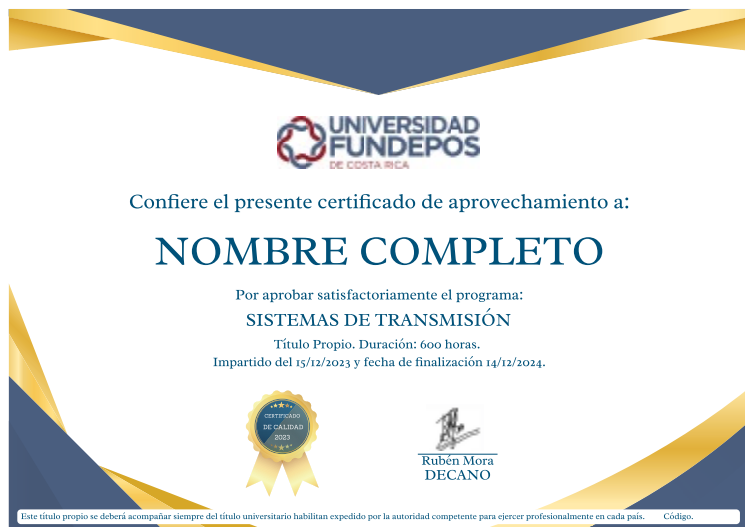 UNIVERSIDAD
FUNDEPOS
DE COSTA RICA
Confiere el presente certificado de aprovechamiento a:
NOMBRE COMPLETO
Por aprobar satisfactoriamente el programa:
SISTEMAS DE TRANSMISIÓN
Título Propio. Duración: 600 horas.
Impartido del 15/12/2023 y fecha de finalización 14/12/2024.
CERTIFICADO
DE CALIDAD
2023
Rubén Mora
DECANO
Este título propio se deberá acompañar siempre del título universitario habilitan expedido por la autoridad competente para ejercer profesionalmente en cada país. Código.